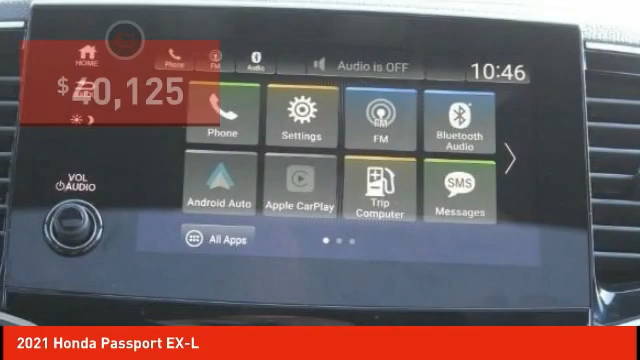 HOME
$40,125
Phone
FM
Audio
Audio is OFF
10:46
Phone
Settings
FM
FM
Bluetooth Audio
VOL
AUDIO
Android Auto
Apple CarPlay
Trip Computer
SMS
Messages
All Apps
2021 Honda Passport EX-L